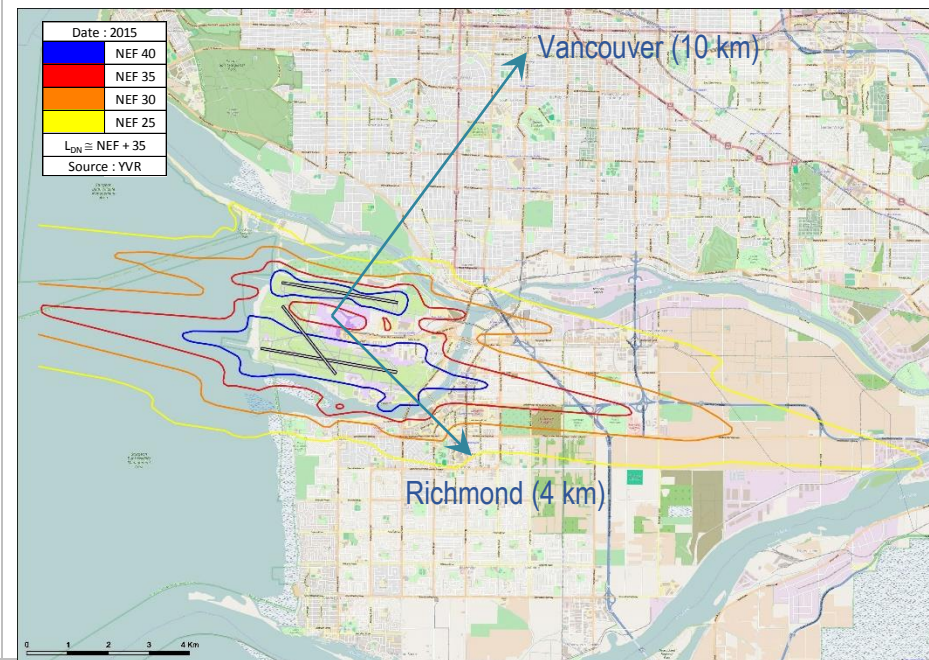 Date : 2015
NEF 40
NEF 35
NEF 30
NEF 25
L_DN ≅ NEF + 35
Source : YVR
Vancouver (10 km)
Richmond (4 km)
0 1 2 3 4 Km